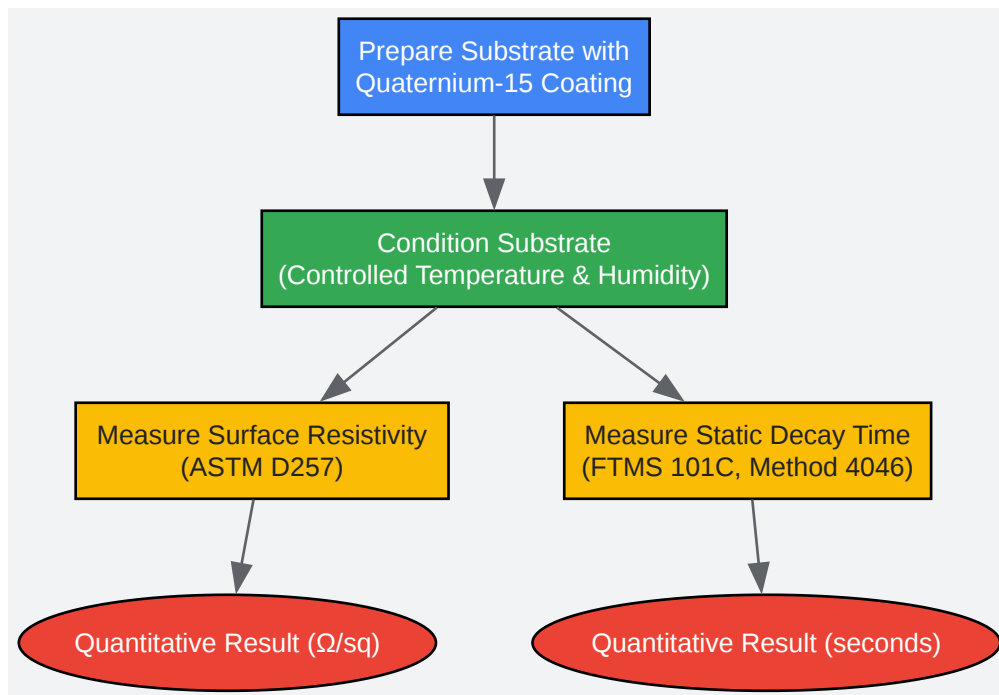 Prepare Substrate with
Quaternium-15 Coating
Condition Substrate
(Controlled Temperature & Humidity)
Measure Surface Resistivity
(ASTM D257)
Measure Static Decay Time
(FTMS 101C, Method 4046)
Quantitative Result (Ω/sq)
Quantitative Result (seconds)